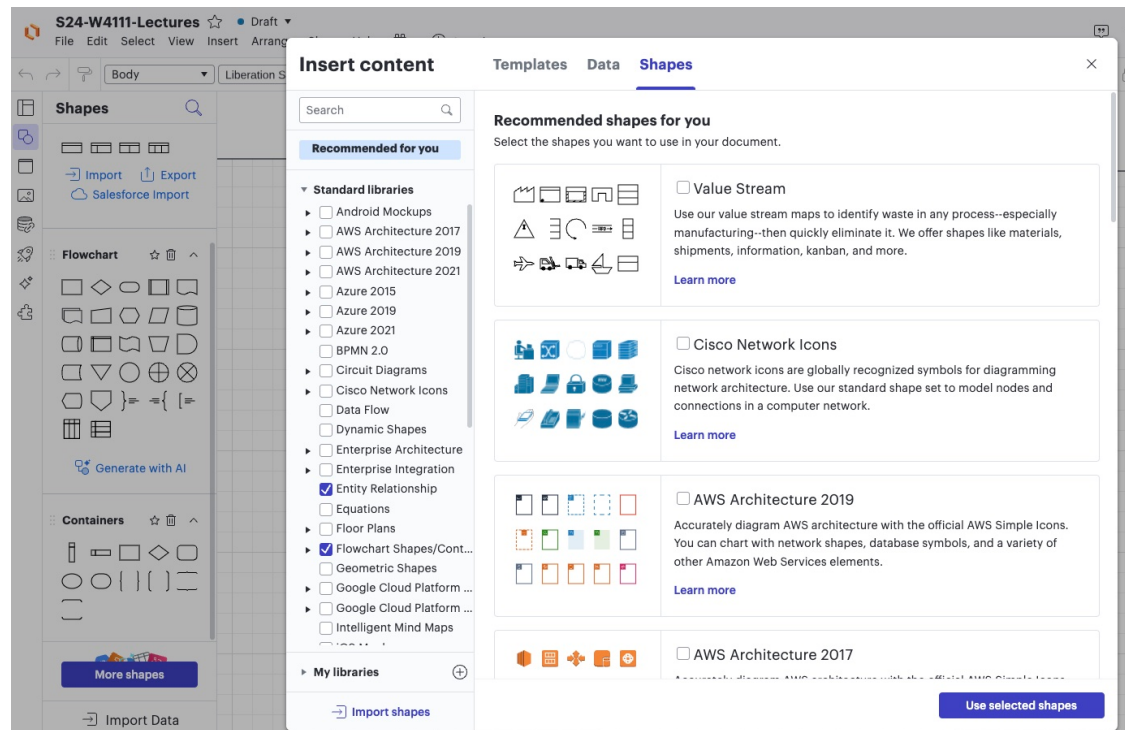 S24-W4111-Lectures Draft
File Edit Select View Insert Arrang
Body Liberation S
Shapes
Import Export
Salesforce Import
Flowchart
Generate with AI
Containers
More shapes
Import Data
Insert content
Templates Data Shapes
Search
Recommended for you
Standard libraries
Android Mockups
AWS Architecture 2017
AWS Architecture 2019
AWS Architecture 2021
Azure 2015
Azure 2019
Azure 2021
BPMN 2.0
Circuit Diagrams
Cisco Network Icons
Data Flow
Dynamic Shapes
Enterprise Architecture
Enterprise Integration
Entity Relationship
Equations
Floor Plans
Flowchart Shapes/Cont...
Geometric Shapes
Google Cloud Platform ...
Google Cloud Platform ...
Intelligent Mind Maps
My libraries
Import shapes
Recommended shapes for you
Select the shapes you want to use in your document.
Value Stream
Use our value stream maps to identify waste in any process--especially
manufacturing--then quickly eliminate it. We offer shapes like materials,
shipments, information, kanban, and more.
Learn more
Cisco Network Icons
Cisco network icons are globally recognized symbols for diagramming
network architecture. Use our standard shape set to model nodes and
connections in a computer network.
Learn more
AWS Architecture 2019
Accurately diagram AWS architecture with the official AWS Simple Icons.
You can chart with network shapes, database symbols, and a variety of
other Amazon Web Services elements.
Learn more
AWS Architecture 2017
Use selected shapes